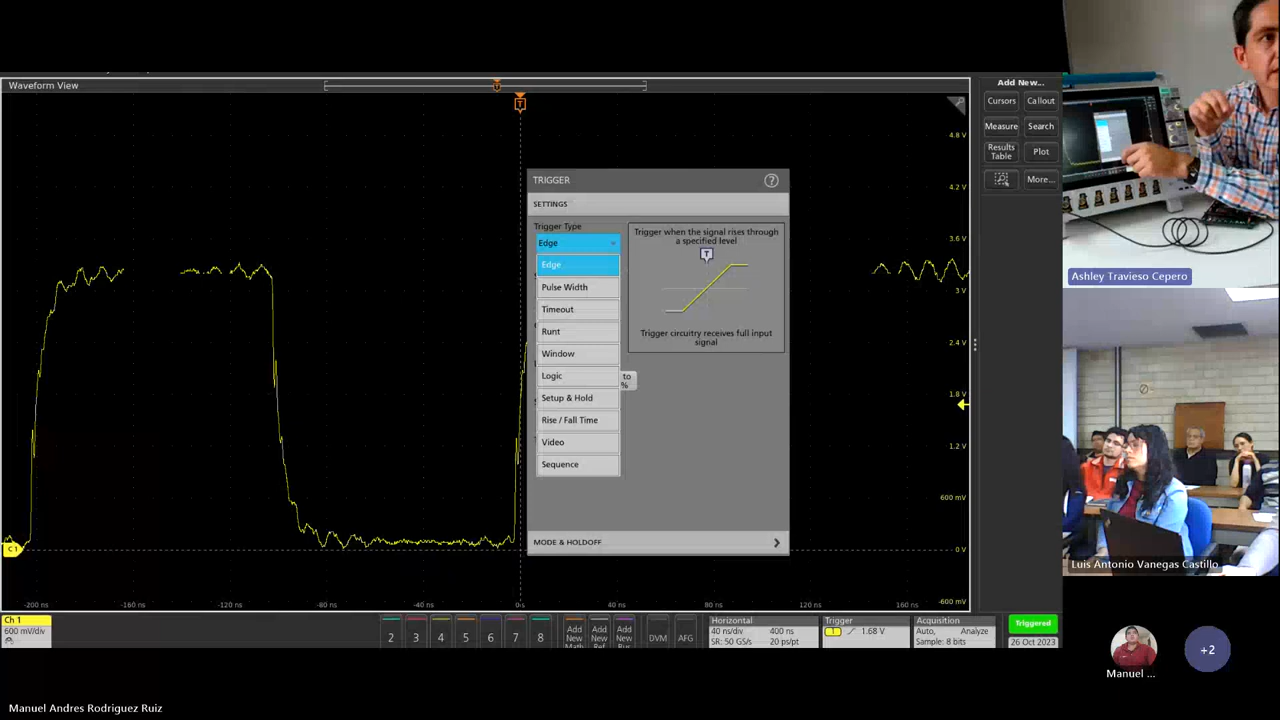 Waveform View
T
T
4.8 V
4.2 V
3.6 V
3 V
2.4 V
1.8 V
1.2 V
600 mV
0 V
-600 mV
C 1
-200 ns
-160 ns
-120 ns
-80 ns
-40 ns
0 s
40 ns
80 ns
120 ns
160 ns
TRIGGER
?
SETTINGS
Trigger Type
Edge
Edge
Pulse Width
Timeout
Runt
Window
Logic
Setup & Hold
Rise / Fall Time
Video
Sequence
Trigger when the signal rises through
a specified level
T
Trigger circuitry receives full input
signal
to
%
MODE & HOLDOFF
Add New...
Cursors
Callout
Measure
Search
Results
Table
Plot
More...
Ch 1
600 mV/div
2
3
4
5
6
7
8
Add
New
Math
Add
New
Ref
Add
New
Bus
DVM
AFG
Horizontal
40 ns/div
400 ns
SR: 50 GS/s
20 ps/pt
Trigger
1
1.68 V
Acquisition
Auto,
Analyze
Sample: 8 bits
Triggered
26 Oct 2023
Ashley Travieso Cepero
Luis Antonio Vanegas Castillo
Manuel ...
+2
Manuel Andres Rodriguez Ruiz